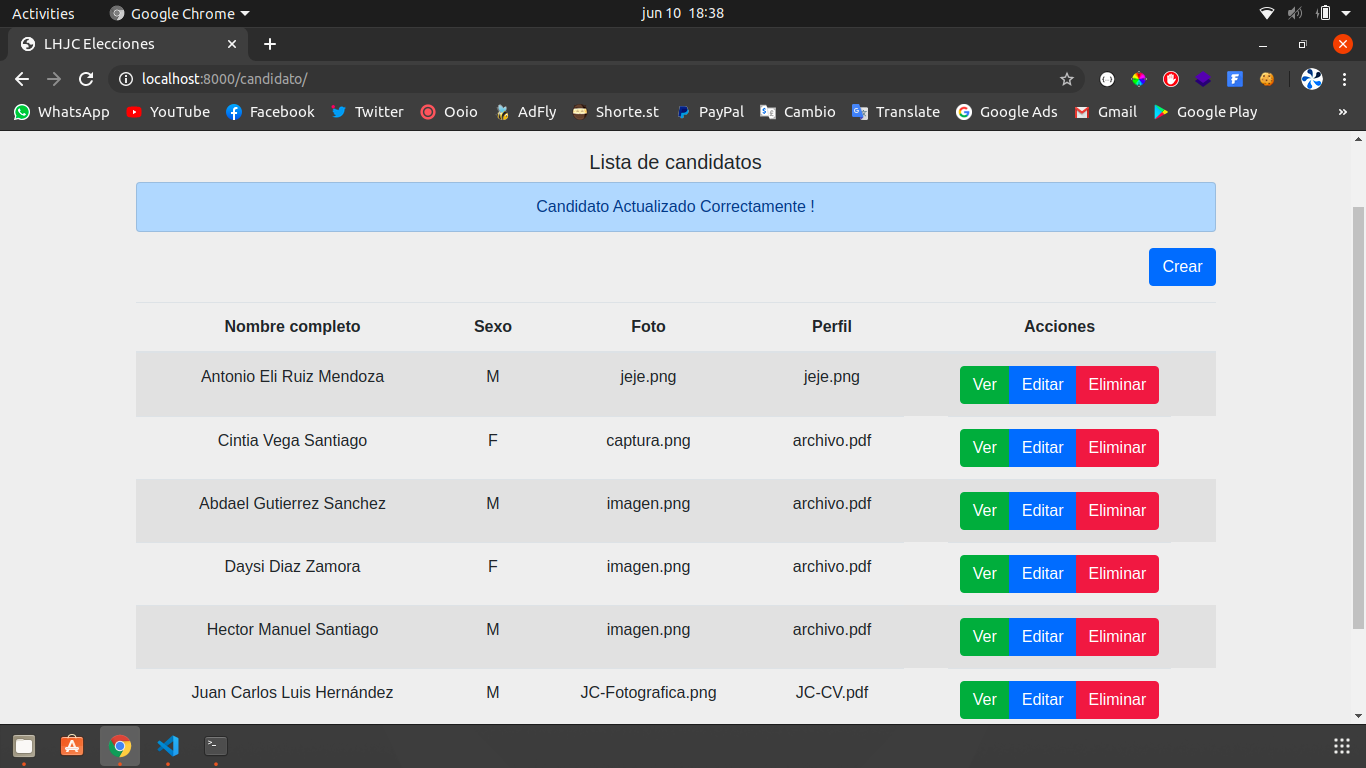 Activities Google Chrome jun 10 18:38
LHJC Elecciones
localhost:8000/candidato/
WhatsApp YouTube Facebook Twitter Ooio AdFly Shorte.st PayPal Cambio Translate Google Ads Gmail Google Play »
Lista de candidatos
Candidato Actualizado Correctamente !
Crear
Nombre completo Sexo Foto Perfil Acciones
Antonio Eli Ruiz Mendoza M jeje.png jeje.png Ver Editar Eliminar
Cintia Vega Santiago F captura.png archivo.pdf Ver Editar Eliminar
Abdael Gutierrez Sanchez M imagen.png archivo.pdf Ver Editar Eliminar
Daysi Diaz Zamora F imagen.png archivo.pdf Ver Editar Eliminar
Hector Manuel Santiago M imagen.png archivo.pdf Ver Editar Eliminar
Juan Carlos Luis Hernández M JC-Fotografica.png JC-CV.pdf Ver Editar Eliminar